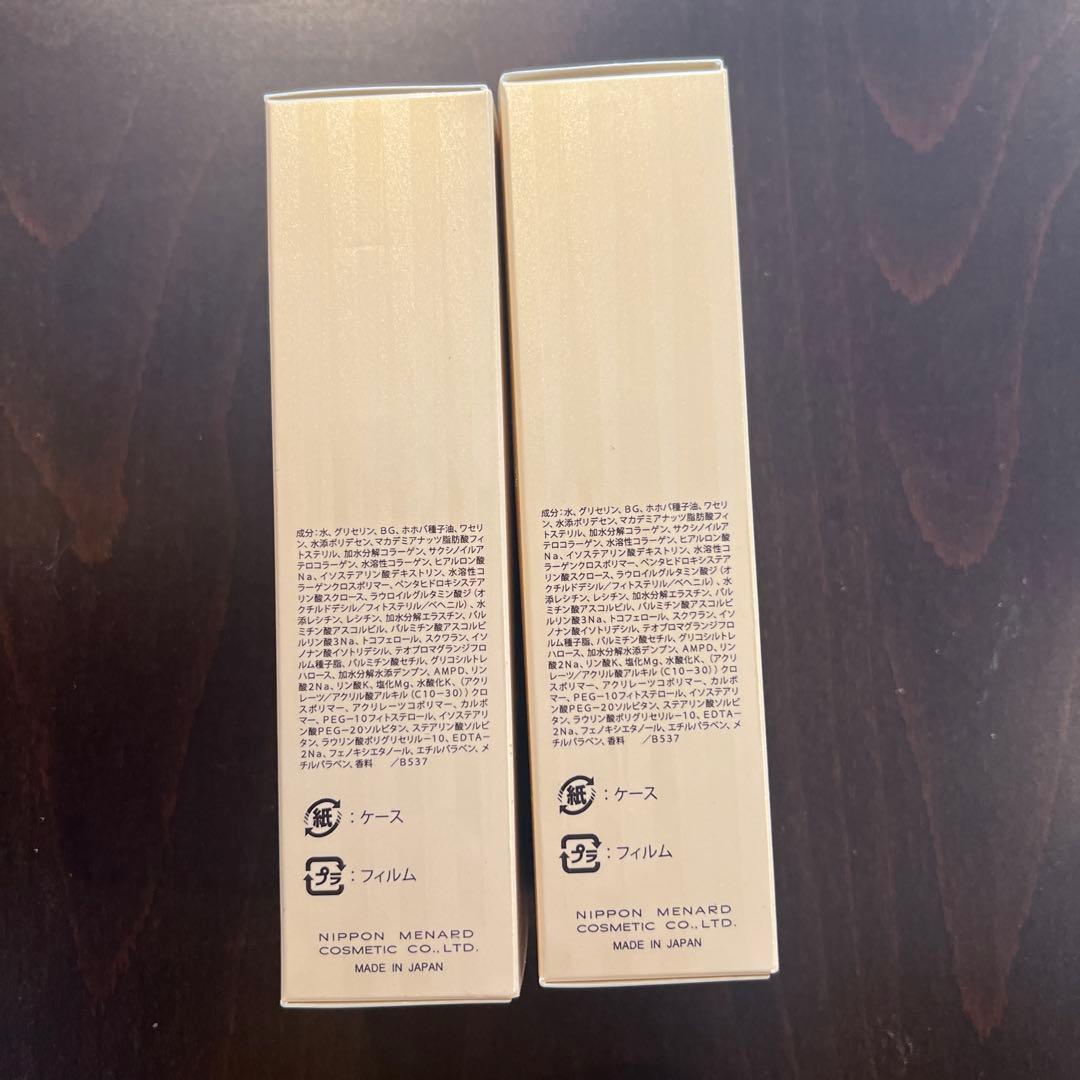 成分：水、グリセリン、BG、ホホバ種子油、ワセリ
ン、水添ポリデセン、マカデミアナッツ脂肪酸フィ
トステリル、加水分解コラーゲン、サクシノイルア
テロコラーゲン、水溶性コラーゲン、ヒアルロン酸
Na、イソステアリン酸デキストリン、水溶性コ
ラーゲンクロスポリマー、ペンタヒドロキシステア
リン酸スクロース、ラウロイルグルタミン酸ジ（オ
クチルドデシル／フィトステリル／ベヘニル）、水
添レシチン、レシチン、加水分解エラスチン、パル
ミチン酸アスコルビル、パルミチン酸アスコルビ
ルリン酸3Na、トコフェロール、スクワラン、イソ
ノナン酸イソトリデシル、テオブロマグランジフロ
ルム種子脂、パルミチン酸セチル、グリコシルトレ
ハロース、加水分解水添デンプン、AMPD、リン
酸2Na、リン酸K、塩化Mg、水酸化K、（アクリ
レーツ／アクリル酸アルキル（C10－30））クロ
スポリマー、アクリレーツコポリマー、カルボ
マー、PEG－10フィトステロール、イソステアリ
ン酸PEG－20ソルビタン、ステアリン酸ソルビ
タン、ラウリン酸ポリグリセリル－10、EDTA－
2Na、フェノキシエタノール、エチルパラベン、メ
チルパラベン、香料　／B537
紙：ケース
プラ：フィルム
NIPPON MENARD
COSMETIC CO.,LTD.
MADE IN JAPAN
成分：水、グリセリン、BG、ホホバ種子油、ワセリ
ン、水添ポリデセン、マカデミアナッツ脂肪酸フィ
トステリル、加水分解コラーゲン、サクシノイルア
テロコラーゲン、水溶性コラーゲン、ヒアルロン酸
Na、イソステアリン酸デキストリン、水溶性コ
ラーゲンクロスポリマー、ペンタヒドロキシステア
リン酸スクロース、ラウロイルグルタミン酸ジ（オ
クチルドデシル／フィトステリル／ベヘニル）、水
添レシチン、レシチン、加水分解エラスチン、パル
ミチン酸アスコルビル、パルミチン酸アスコルビ
ルリン酸3Na、トコフェロール、スクワラン、イソ
ノナン酸イソトリデシル、テオブロマグランジフロ
ルム種子脂、パルミチン酸セチル、グリコシルトレ
ハロース、加水分解水添デンプン、AMPD、リン
酸2Na、リン酸K、塩化Mg、水酸化K、（アクリ
レーツ／アクリル酸アルキル（C10－30））クロ
スポリマー、アクリレーツコポリマー、カルボ
マー、PEG－10フィトステロール、イソステアリ
ン酸PEG－20ソルビタン、ステアリン酸ソルビ
タン、ラウリン酸ポリグリセリル－10、EDTA－
2Na、フェノキシエタノール、エチルパラベン、メ
チルパラベン、香料　／B537
紙：ケース
プラ：フィルム
NIPPON MENARD
COSMETIC CO.,LTD.
MADE IN JAPAN